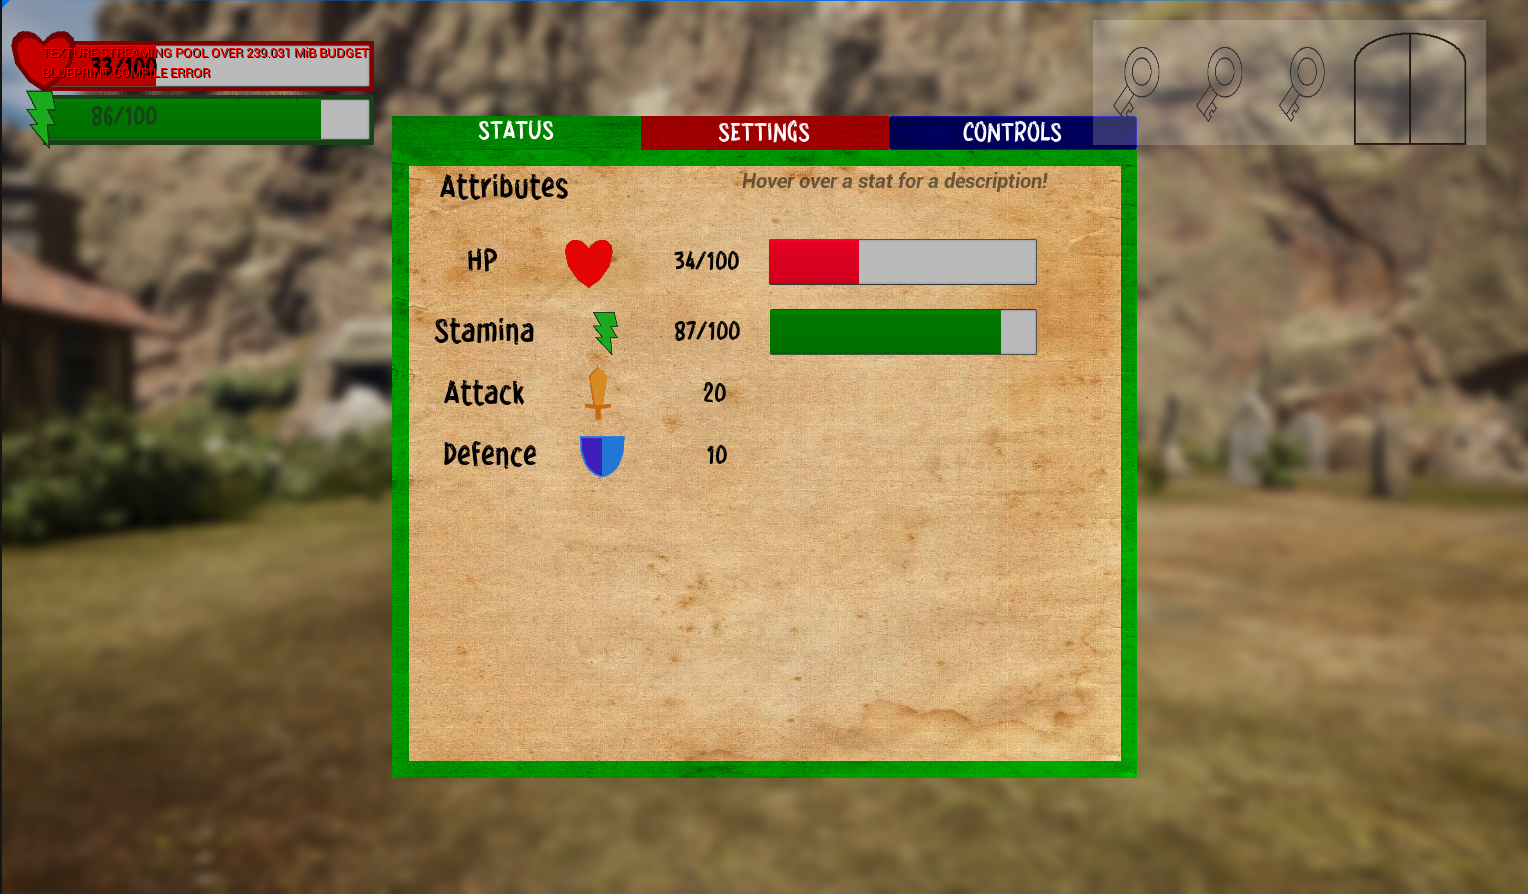 TEXTURE STREAMING POOL OVER 239.031 MiB BUDGET
33/100
BLUEPRINT COMPILE ERROR
86/100
STATUS SETTINGS CONTROLS
Attributes Hover over a stat for a description!
HP 34/100
Stamina 87/100
Attack 20
Defence 10